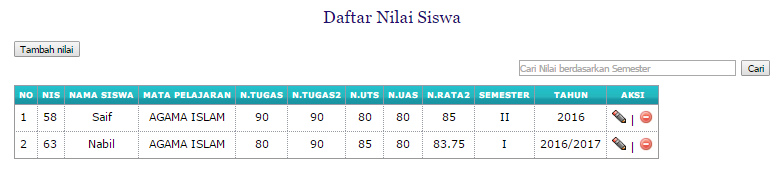 Daftar Nilai Siswa
Tambah nilai
Cari Nilai berdasarkan Semester Cari
NO NIS NAMA SISWA MATA PELAJARAN N.TUGAS N.TUGAS2 N.UTS N.UAS N.RATA2 SEMESTER TAHUN AKSI
1 58 Saif AGAMA ISLAM 90 90 80 80 85 II 2016 |
2 63 Nabil AGAMA ISLAM 80 90 85 80 83.75 I 2016/2017 |